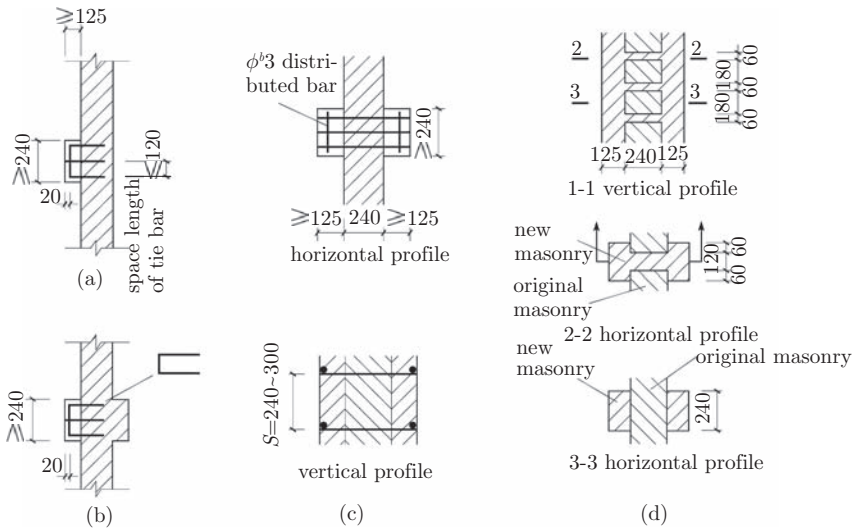 ≥125
≥240
20
≤120
space length
of tie bar
(a)
≥240
20
(b)
ϕᵇ3 distri-
buted bar
≥240
≥125 240 ≥125
horizontal profile
S=240~300
vertical profile
(c)
2 2
3 3
60
180
60
180
60
125 240 125
1-1 vertical profile
new
masonry
original
masonry
60
120
60
2-2 horizontal profile
new
masonry
original masonry
240
3-3 horizontal profile
(d)